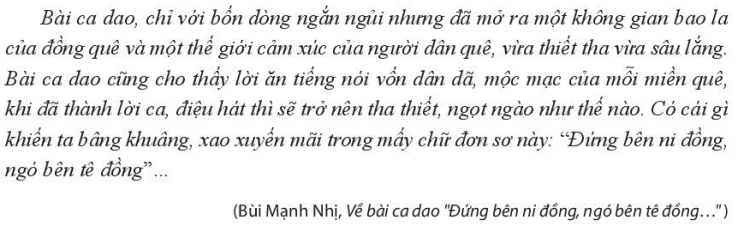 Bài ca dao, chỉ với bốn dòng ngắn ngủi nhưng đã mở ra một không gian bao la
của đồng quê và một thế giới cảm xúc của người dân quê, vừa thiết tha vừa sâu lắng.
Bài ca dao cũng cho thấy lời ăn tiếng nói vốn dân dã, mộc mạc của mỗi miền quê,
khi đã thành lời ca, điệu hát thì sẽ trở nên tha thiết, ngọt ngào như thế nào. Có cái gì
khiến ta bâng khuâng, xao xuyến mãi trong mấy chữ đơn sơ này: “Đứng bên ni đồng,
ngó bên tê đồng”...
(Bùi Mạnh Nhị, Về bài ca dao "Đứng bên ni đồng, ngó bên tê đồng…")